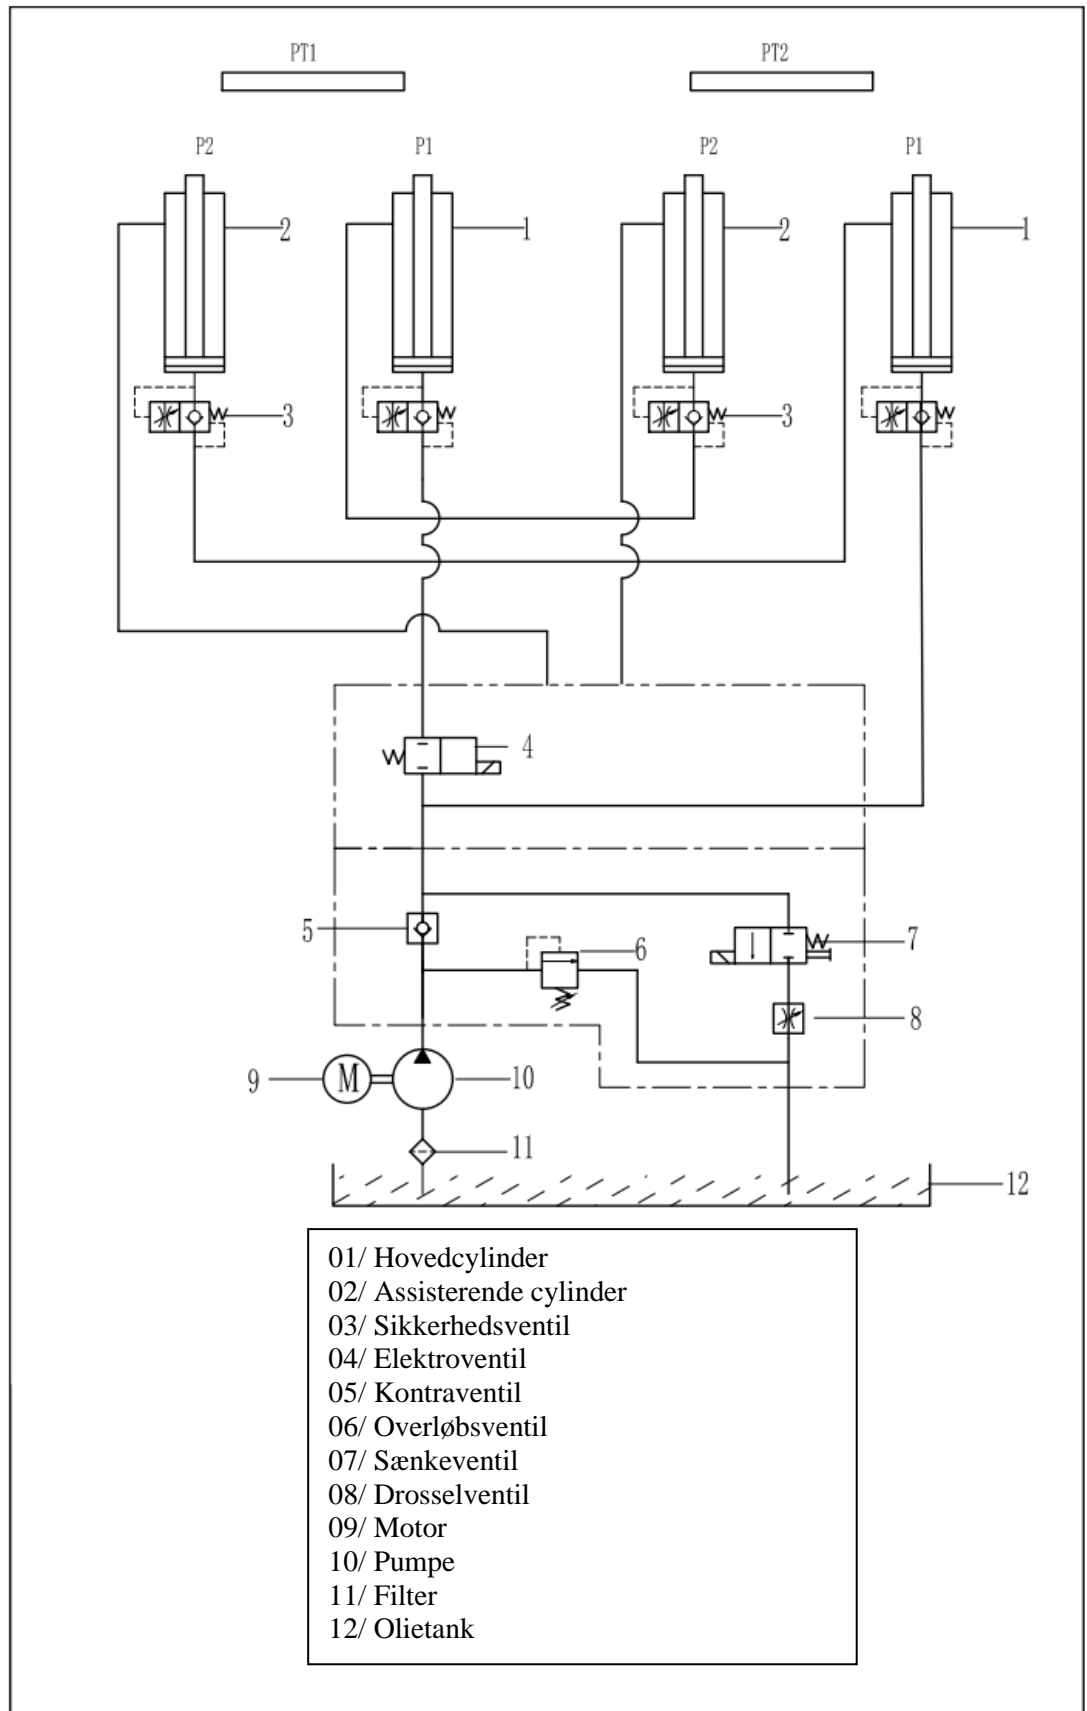 PT1 PT2
P2 P1 P2 P1
2 1 2 1
3 3
4
5
6
7
8
9 M 10
11
12
01/ Hovedcylinder
02/ Assisterende cylinder
03/ Sikkerhedsventil
04/ Elektroventil
05/ Kontraventil
06/ Overløbsventil
07/ Sænkeventil
08/ Drosselventil
09/ Motor
10/ Pumpe
11/ Filter
12/ Olietank